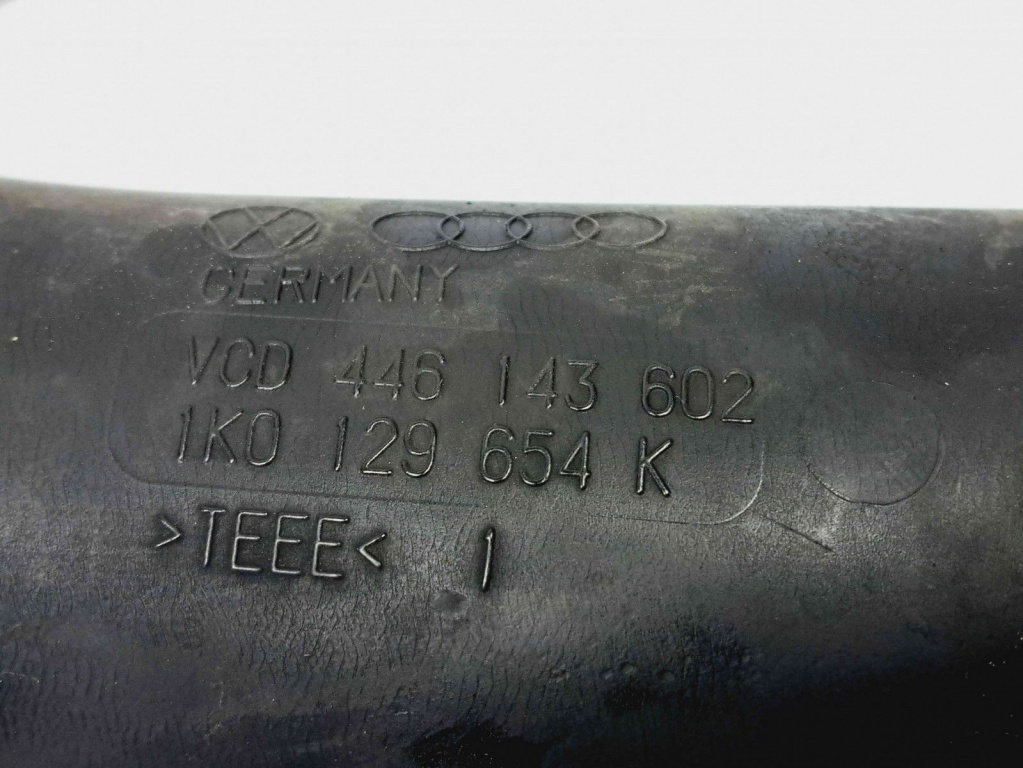 GERMANY
VCD 446 143 602
1K0 129 654 K
>TEEE< 1